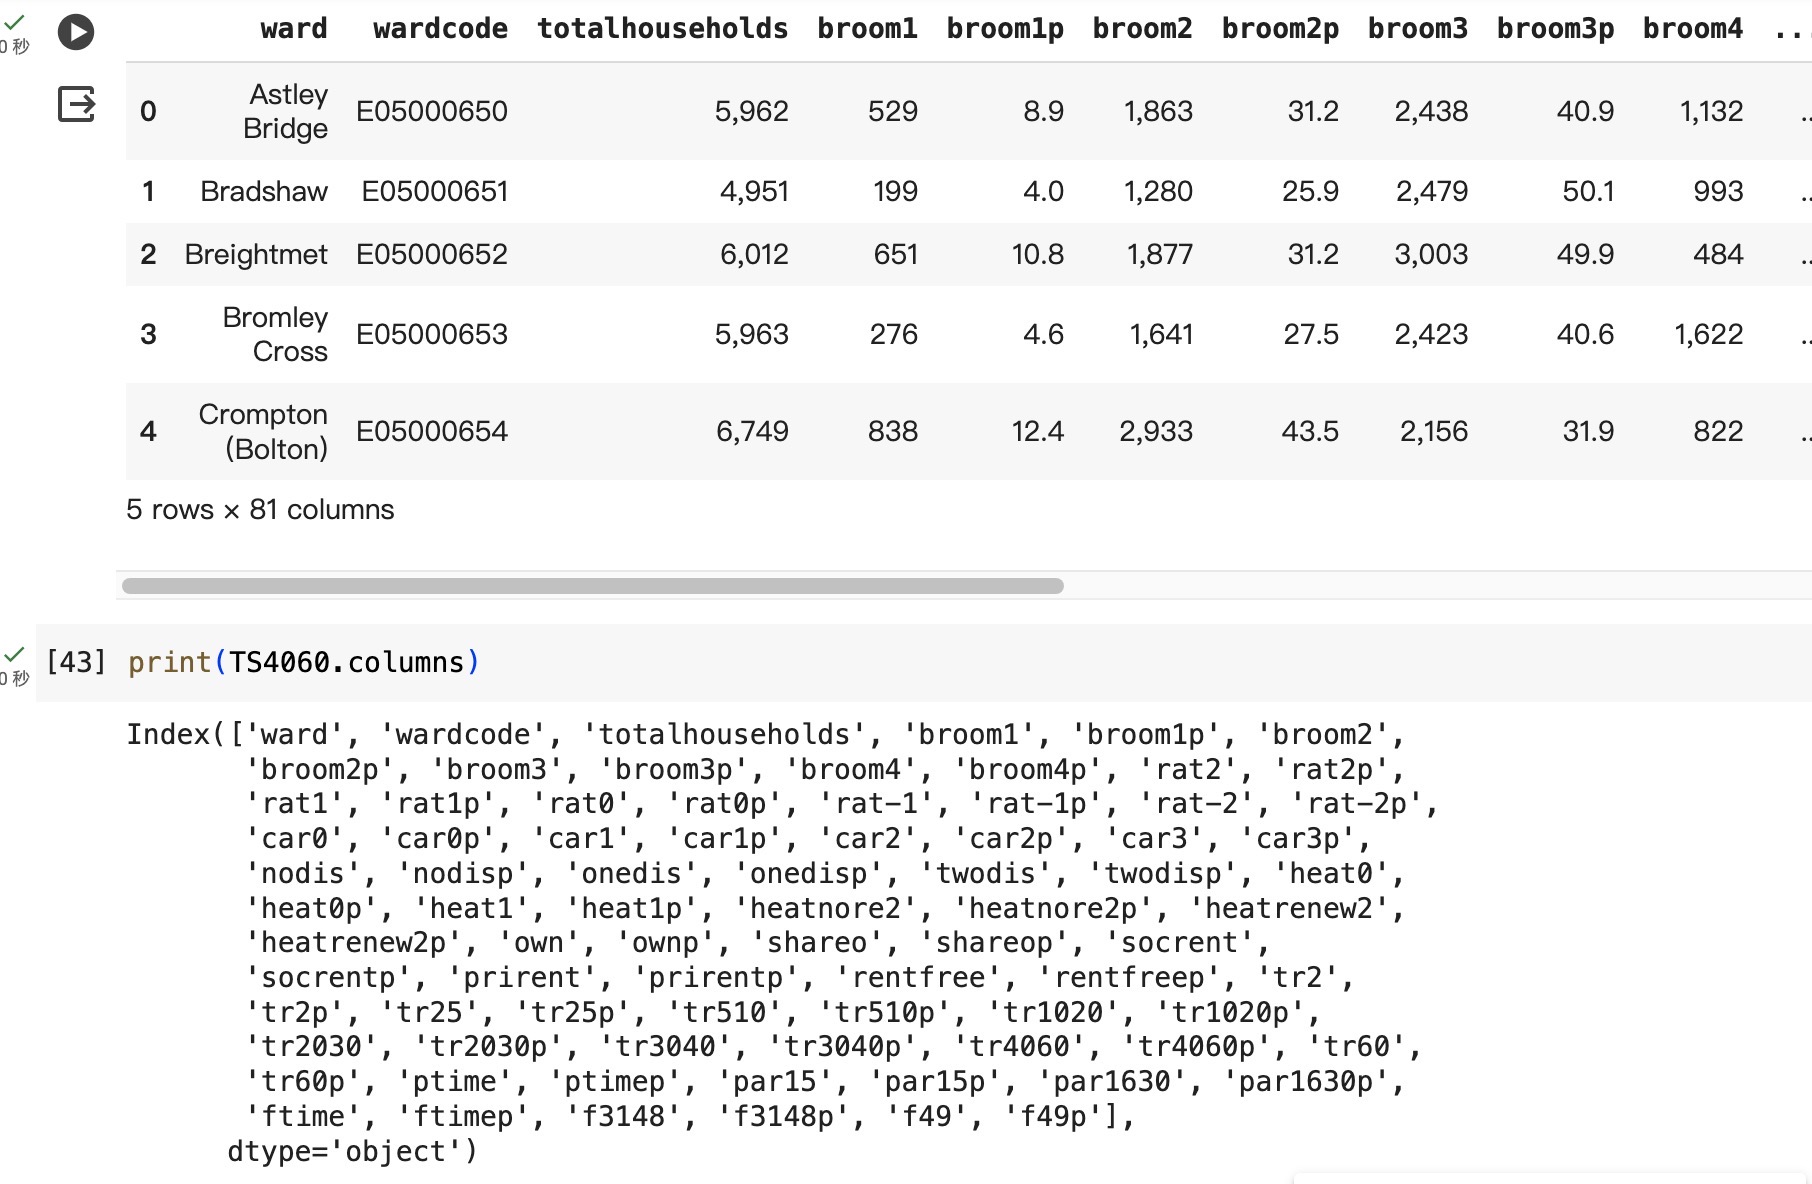 ward wardcode totalhouseholds broom1 broom1p broom2 broom2p broom3 broom3p broom4 ...
0 秒
0 Astley Bridge E05000650 5,962 529 8.9 1,863 31.2 2,438 40.9 1,132 ..
1 Bradshaw E05000651 4,951 199 4.0 1,280 25.9 2,479 50.1 993 ..
2 Breightmet E05000652 6,012 651 10.8 1,877 31.2 3,003 49.9 484 ..
3 Bromley Cross E05000653 5,963 276 4.6 1,641 27.5 2,423 40.6 1,622 ..
4 Crompton (Bolton) E05000654 6,749 838 12.4 2,933 43.5 2,156 31.9 822 ..
5 rows × 81 columns
[43] print(TS4060.columns)
0 秒
Index(['ward', 'wardcode', 'totalhouseholds', 'broom1', 'broom1p', 'broom2',
'broom2p', 'broom3', 'broom3p', 'broom4', 'broom4p', 'rat2', 'rat2p',
'rat1', 'rat1p', 'rat0', 'rat0p', 'rat-1', 'rat-1p', 'rat-2', 'rat-2p',
'car0', 'car0p', 'car1', 'car1p', 'car2', 'car2p', 'car3', 'car3p',
'nodis', 'nodisp', 'onedis', 'onedisp', 'twodis', 'twodisp', 'heat0',
'heat0p', 'heat1', 'heat1p', 'heatnore2', 'heatnore2p', 'heatrenew2',
'heatrenew2p', 'own', 'ownp', 'shareo', 'shareop', 'socrent',
'socrentp', 'prirent', 'prirentp', 'rentfree', 'rentfreep', 'tr2',
'tr2p', 'tr25', 'tr25p', 'tr510', 'tr510p', 'tr1020', 'tr1020p',
'tr2030', 'tr2030p', 'tr3040', 'tr3040p', 'tr4060', 'tr4060p', 'tr60',
'tr60p', 'ptime', 'ptimep', 'par15', 'par15p', 'par1630', 'par1630p',
'ftime', 'ftimep', 'f3148', 'f3148p', 'f49', 'f49p'],
dtype='object')